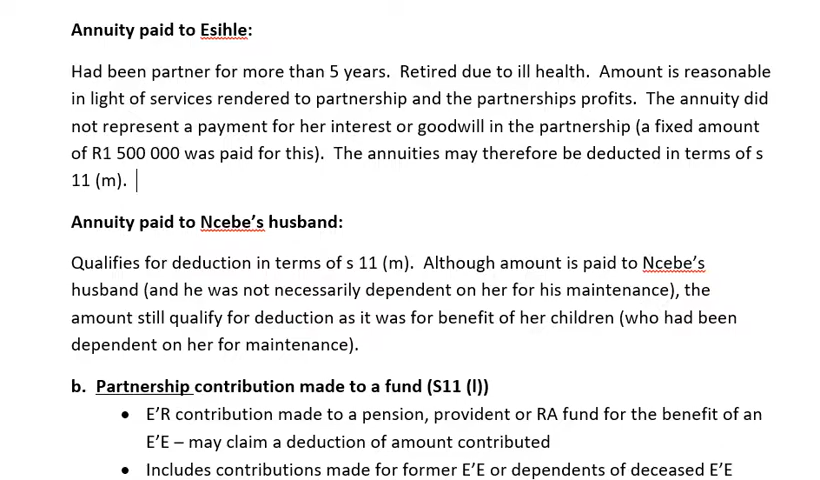 Annuity paid to Esihle:
Had been partner for more than 5 years. Retired due to ill health. Amount is reasonable
in light of services rendered to partnership and the partnerships profits. The annuity did
not represent a payment for her interest or goodwill in the partnership (a fixed amount
of R1 500 000 was paid for this). The annuities may therefore be deducted in terms of s
11 (m).
Annuity paid to Ncebe’s husband:
Qualifies for deduction in terms of s 11 (m). Although amount is paid to Ncebe’s
husband (and he was not necessarily dependent on her for his maintenance), the
amount still qualify for deduction as it was for benefit of her children (who had been
dependent on her for maintenance).
b. Partnership contribution made to a fund (S11 (l))
• E’R contribution made to a pension, provident or RA fund for the benefit of an
E’E – may claim a deduction of amount contributed
• Includes contributions made for former E’E or dependents of deceased E’E